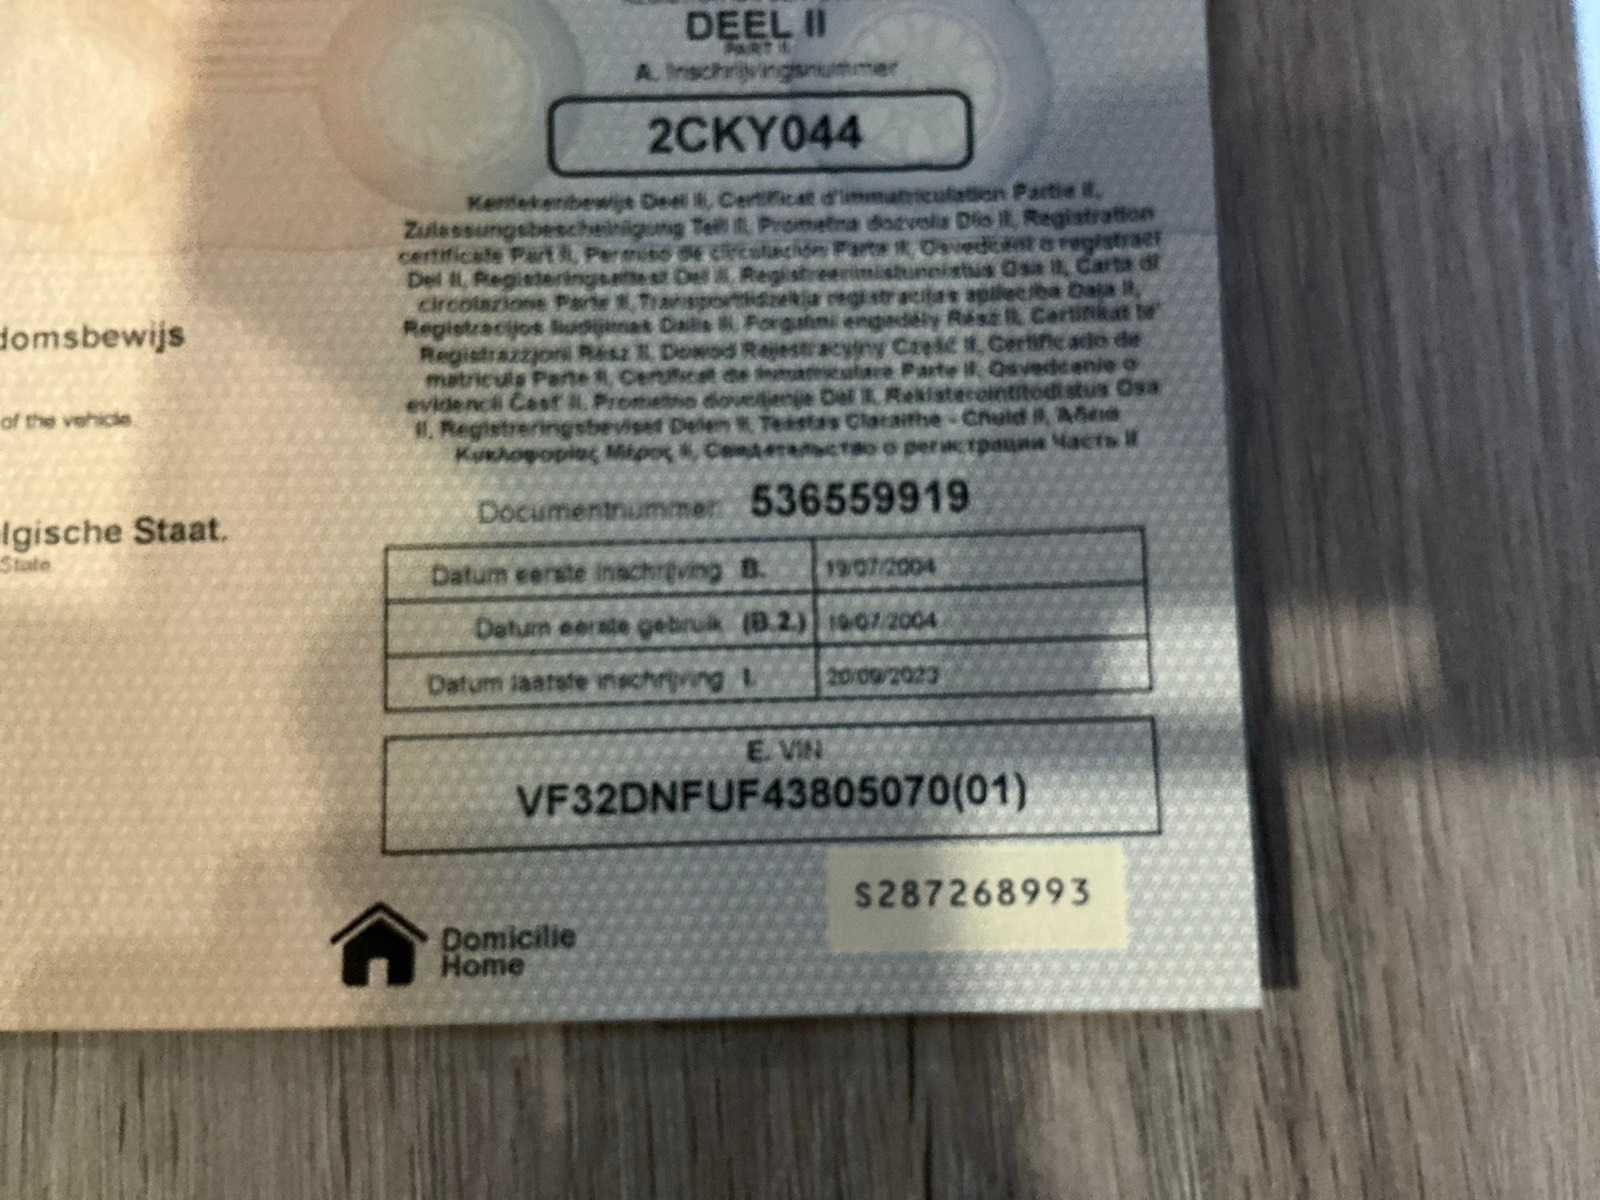 DEEL II
PART II
A. Inschrijvingsnummer
2CKY044
Kentekenbewijs Deel II, Certificat d'immatriculation Partie II,
Zulassungsbescheinigung Teil II, Prometna dozvola Dio II, Registration
certificate Part II, Permiso de circulación Parte II, Osvedčení o registraci
Del II, Registreringsattest Del II, Registreerimistunnistus Osa II, Carta di
circolazione Parte II, Transportlīdzekļa reģistrācijas apliecība Daļa II,
Registracijos liudijimas Dalis II, Forgalmi engedély Rész II, Certifikat ta'
Registrazzjoni Rész II, Dowód Rejestracyjny Część II, Certificado de
matrícula Parte II, Certificat de înmatriculare Parte II, Osvedčenie o
evidencii Časť II, Prometno dovoljenje Del II, Rekisteröintitodistus Osa
II, Registreringsbeviset Delen II, Teastas Claraithe - Chuid II, Άδεια
Κυκλοφορίας Μέρος II, Свидетельство о регистрации Часть II
domsbewijs
of the vehicle
Documentnummer: 536559919
lgische Staat.
State
Datum eerste inschrijving B. 19/07/2004
Datum eerste gebruik (B.2.) 19/07/2004
Datum laatste inschrijving I. 20/09/2023
E. VIN
VF32DNFUF43805070(01)
S287268993
Domicilie
Home